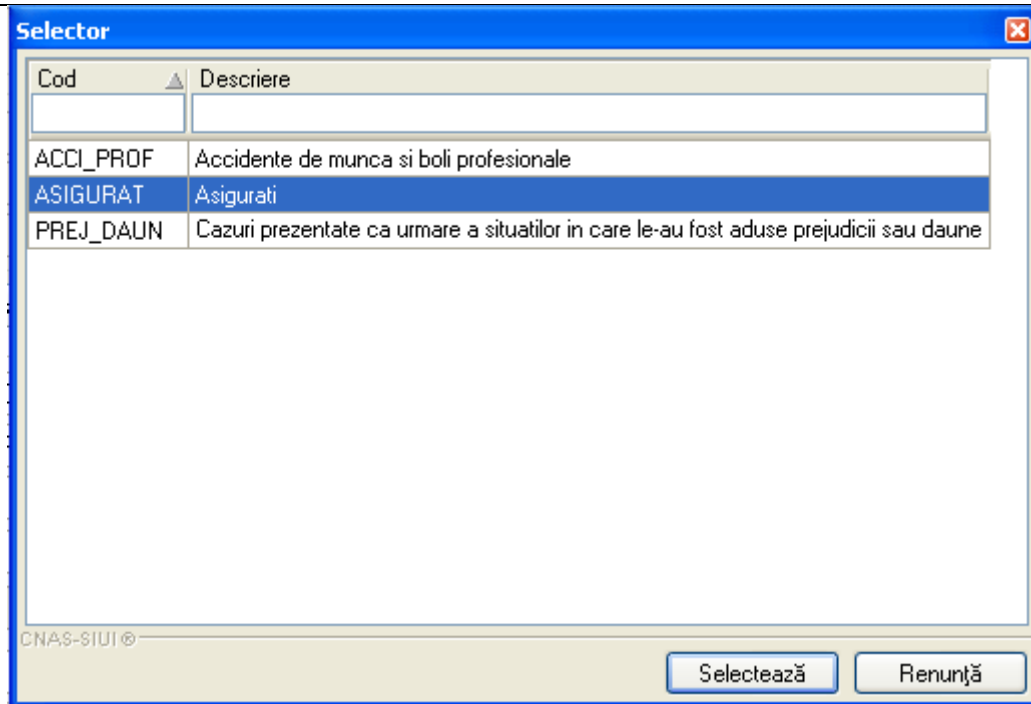 Selector
Cod Descriere
ACCI_PROF Accidente de munca si boli profesionale
ASIGURAT Asigurati
PREJ_DAUN Cazuri prezentate ca urmare a situatilor in care le-au fost aduse prejudicii sau daune
CNAS-SIUI ®
Selectează Renunţă